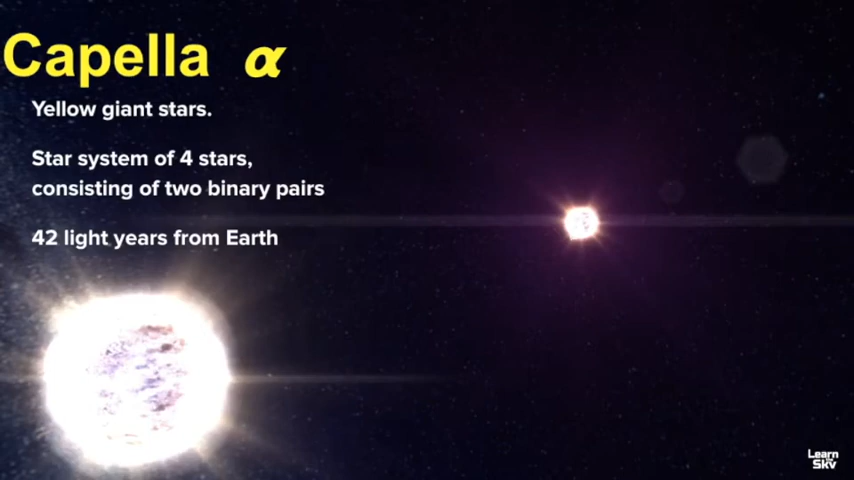 Capella α
Yellow giant stars.
Star system of 4 stars,
consisting of two binary pairs
42 light years from Earth
Learn
the
Sky